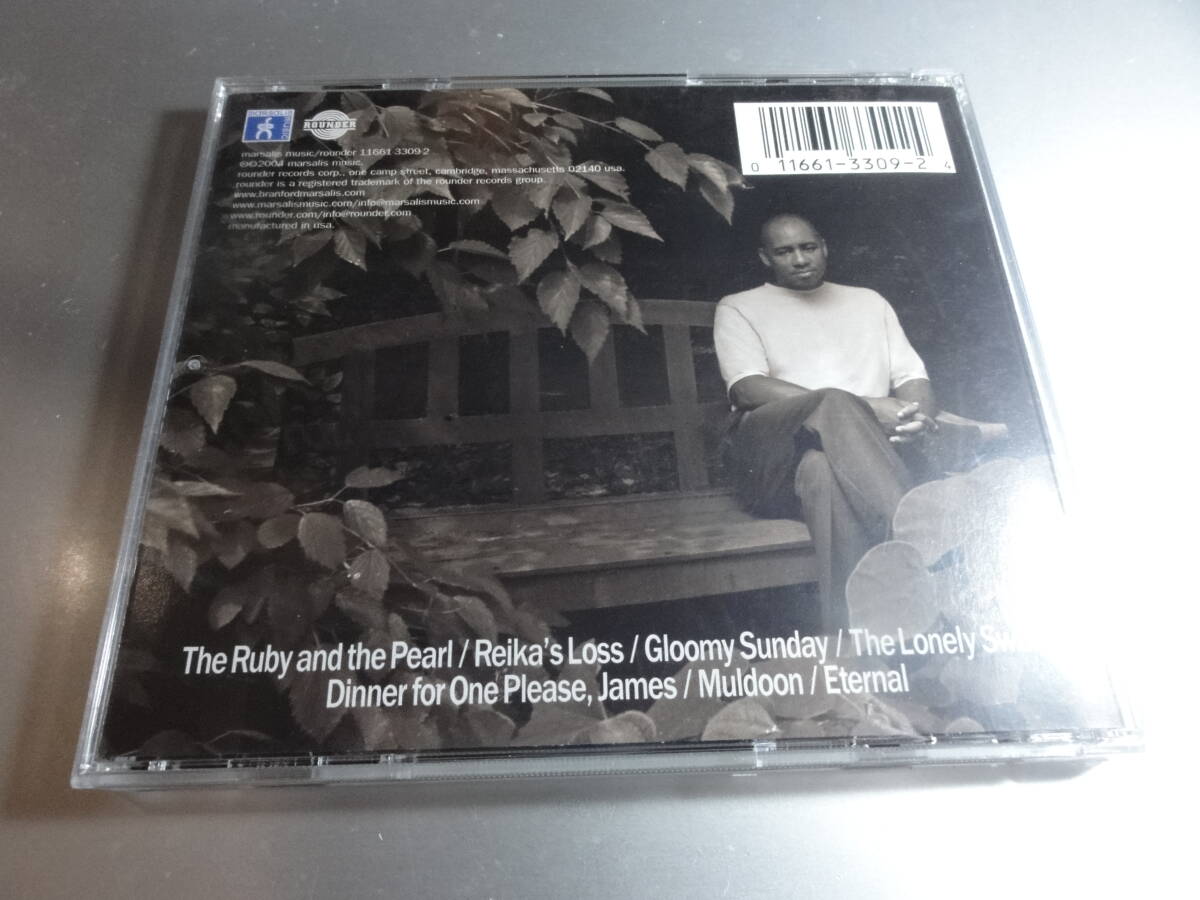 MARSALIS MUSIC
ROUNDER
marsalis music/rounder 11661 3309-2
℗©2004 marsalis music.
rounder records corp., one camp street, cambridge, massachusetts 02140 usa.
rounder is a registered trademark of the rounder records group.
www.branfordmarsalis.com
www.marsalismusic.com/info@marsalismusic.com
www.rounder.com/info@rounder.com
manufactured in usa.
0 11661-3309-2 4
The Ruby and the Pearl / Reika's Loss / Gloomy Sunday / The Lonely
Dinner for One Please, James / Muldoon / Eternal